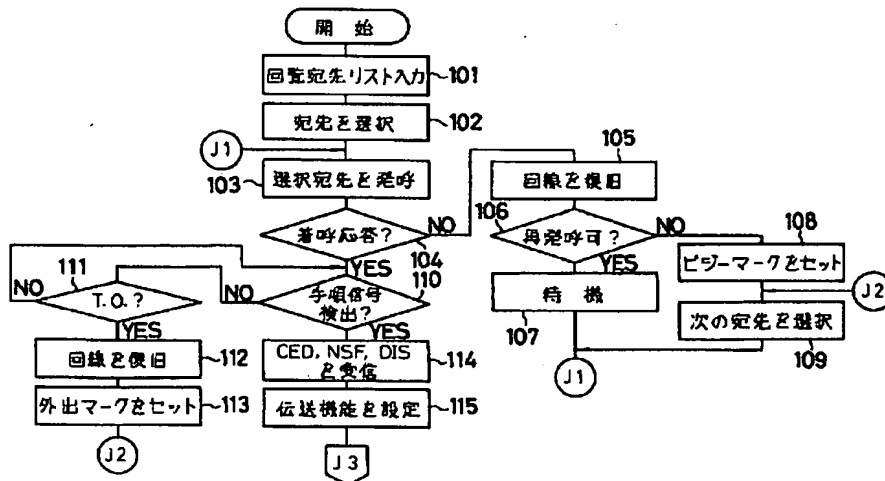 開始
回覧宛先リスト入力
101
宛先を選択
102
J1
選択宛先を発呼
103
着呼応答?
104
NO
YES
105
回線を復旧
106
再発呼可?
NO
YES
108
ビジーマークをセット
待機
107
J2
次の宛先を選択
109
J1
111
T.O.?
NO
YES
手順信号
検出?
110
NO
YES
回線を復旧
112
CED, NSF, DIS
を受信
114
外出マークをセット
113
伝送機能を設定
115
J2
J3